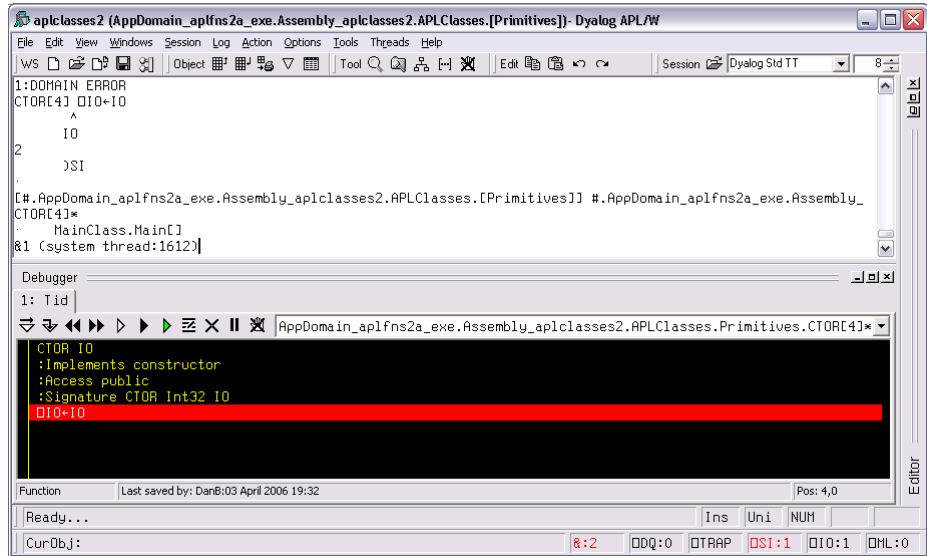 aplclasses2 (AppDomain_aplfns2a_exe.Assembly_aplclasses2.APLClasses.[Primitives])- Dyalog APL/W
File Edit View Windows Session Log Action Options Tools Threads Help
WS Object Tool Edit Session Dyalog Std TT 8
1:DOMAIN ERROR
CTOR[4] ⎕IO←IO
^
IO
2
)SI
·
[#.AppDomain_aplfns2a_exe.Assembly_aplclasses2.APLClasses.[Primitives]] #.AppDomain_aplfns2a_exe.Assembly_
CTOR[4]*
· MainClass.Main[]
&1 (system thread:1612)
Debugger
1: Tid
AppDomain_aplfns2a_exe.Assembly_aplclasses2.APLClasses.Primitives.CTOR[4]*
CTOR IO
:Implements constructor
:Access public
:Signature CTOR Int32 IO
⎕IO←IO
Editor
Function Last saved by: DanB:03 April 2006 19:32 Pos: 4,0
Ready... Ins Uni NUM
CurObj: &:2 ⎕DQ:0 ⎕TRAP ⎕SI:1 ⎕IO:1 ⎕ML:0